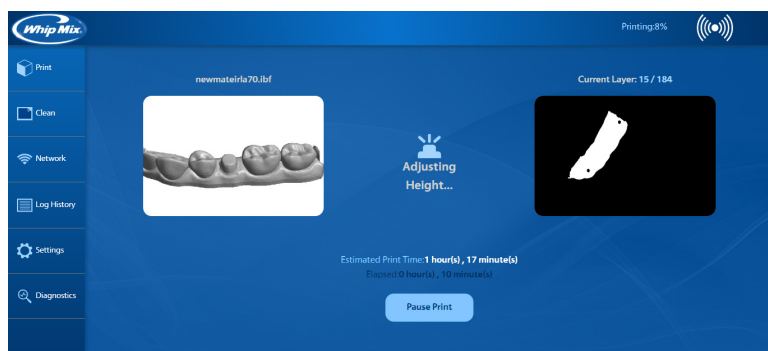 Whip Mix.
Printing:8%
Print
Clean
Network
Log History
Settings
Diagnostics
newmateirla70.ibf
Current Layer: 15 / 184
Adjusting
Height...
Estimated Print Time:1 hour(s) , 17 minute(s)
Elapsed:0 hour(s) , 10 minute(s)
Pause Print